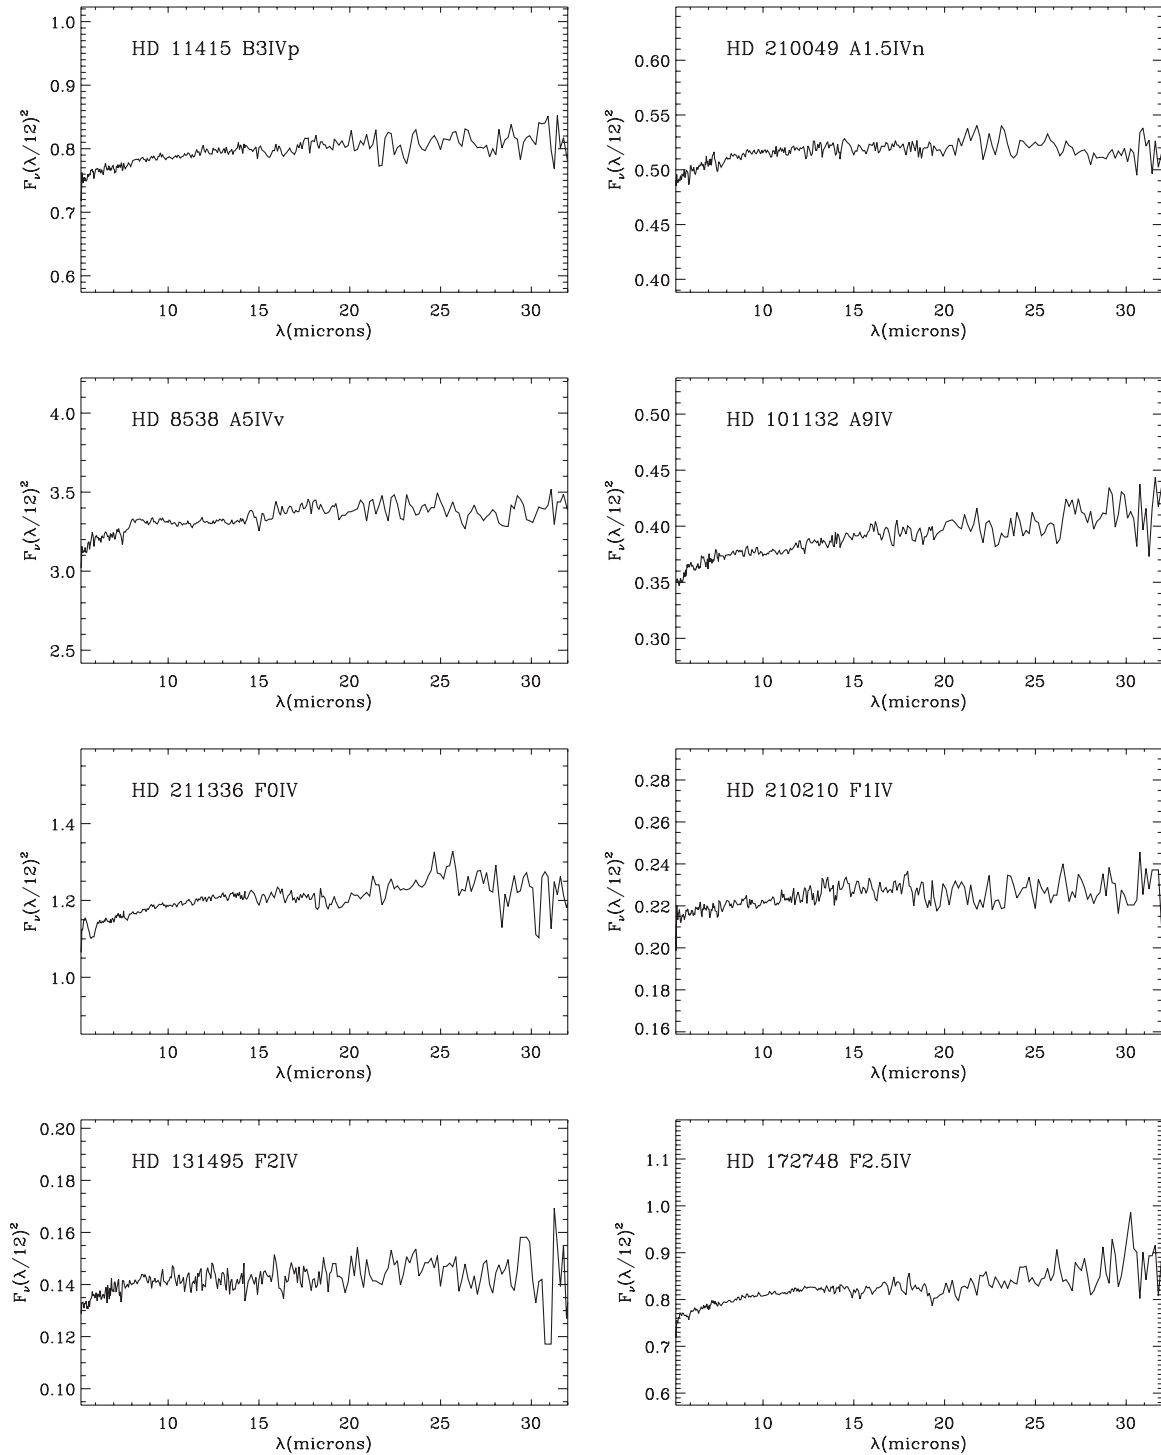 HD 11415 B3IVp
1.0
0.9
0.8
0.7
0.6
Fν(λ/12)²
10 15 20 25 30
λ(microns)
HD 210049 A1.5IVn
0.60
0.55
0.50
0.45
0.40
Fν(λ/12)²
10 15 20 25 30
λ(microns)
HD 8538 A5IVv
4.0
3.5
3.0
2.5
Fν(λ/12)²
10 15 20 25 30
λ(microns)
HD 101132 A9IV
0.50
0.45
0.40
0.35
0.30
Fν(λ/12)²
10 15 20 25 30
λ(microns)
HD 211336 F0IV
1.4
1.2
1.0
Fν(λ/12)²
10 15 20 25 30
λ(microns)
HD 210210 F1IV
0.28
0.26
0.24
0.22
0.20
0.18
0.16
Fν(λ/12)²
10 15 20 25 30
λ(microns)
HD 131495 F2IV
0.20
0.18
0.16
0.14
0.12
0.10
Fν(λ/12)²
10 15 20 25 30
λ(microns)
HD 172748 F2.5IV
1.1
1.0
0.9
0.8
0.7
0.6
Fν(λ/12)²
10 15 20 25 30
λ(microns)